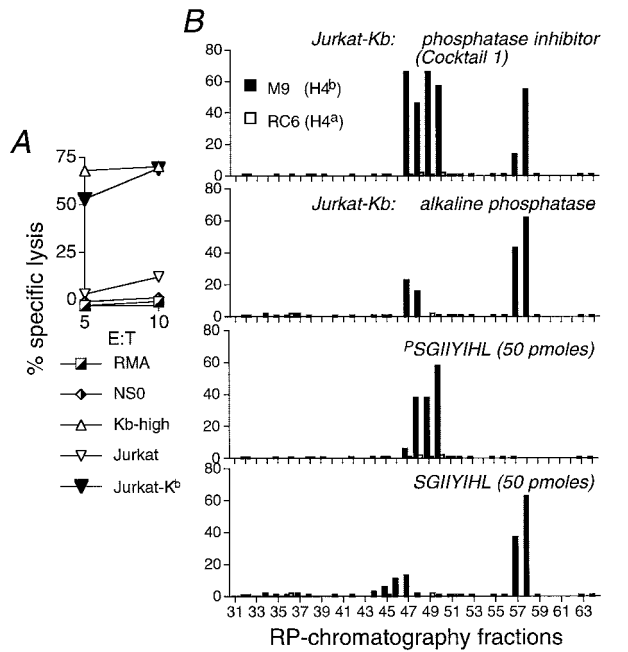 B
Jurkat-Kb: phosphatase inhibitor
(Cocktail 1)
80
60
40
20
0
M9 (H4ᵇ)
RC6 (H4ᵃ)
A
% specific lysis
75
50
25
0
5
10
E:T
RMA
NS0
Kb-high
Jurkat
Jurkat-Kᵇ
Jurkat-Kb: alkaline phosphatase
80
60
40
20
0
ᴾSGIIYIHL (50 pmoles)
80
60
40
20
0
SGIIYIHL (50 pmoles)
80
60
40
20
0
31 33 35 37 39 41 43 45 47 49 51 53 55 57 59 61 63
RP-chromatography fractions